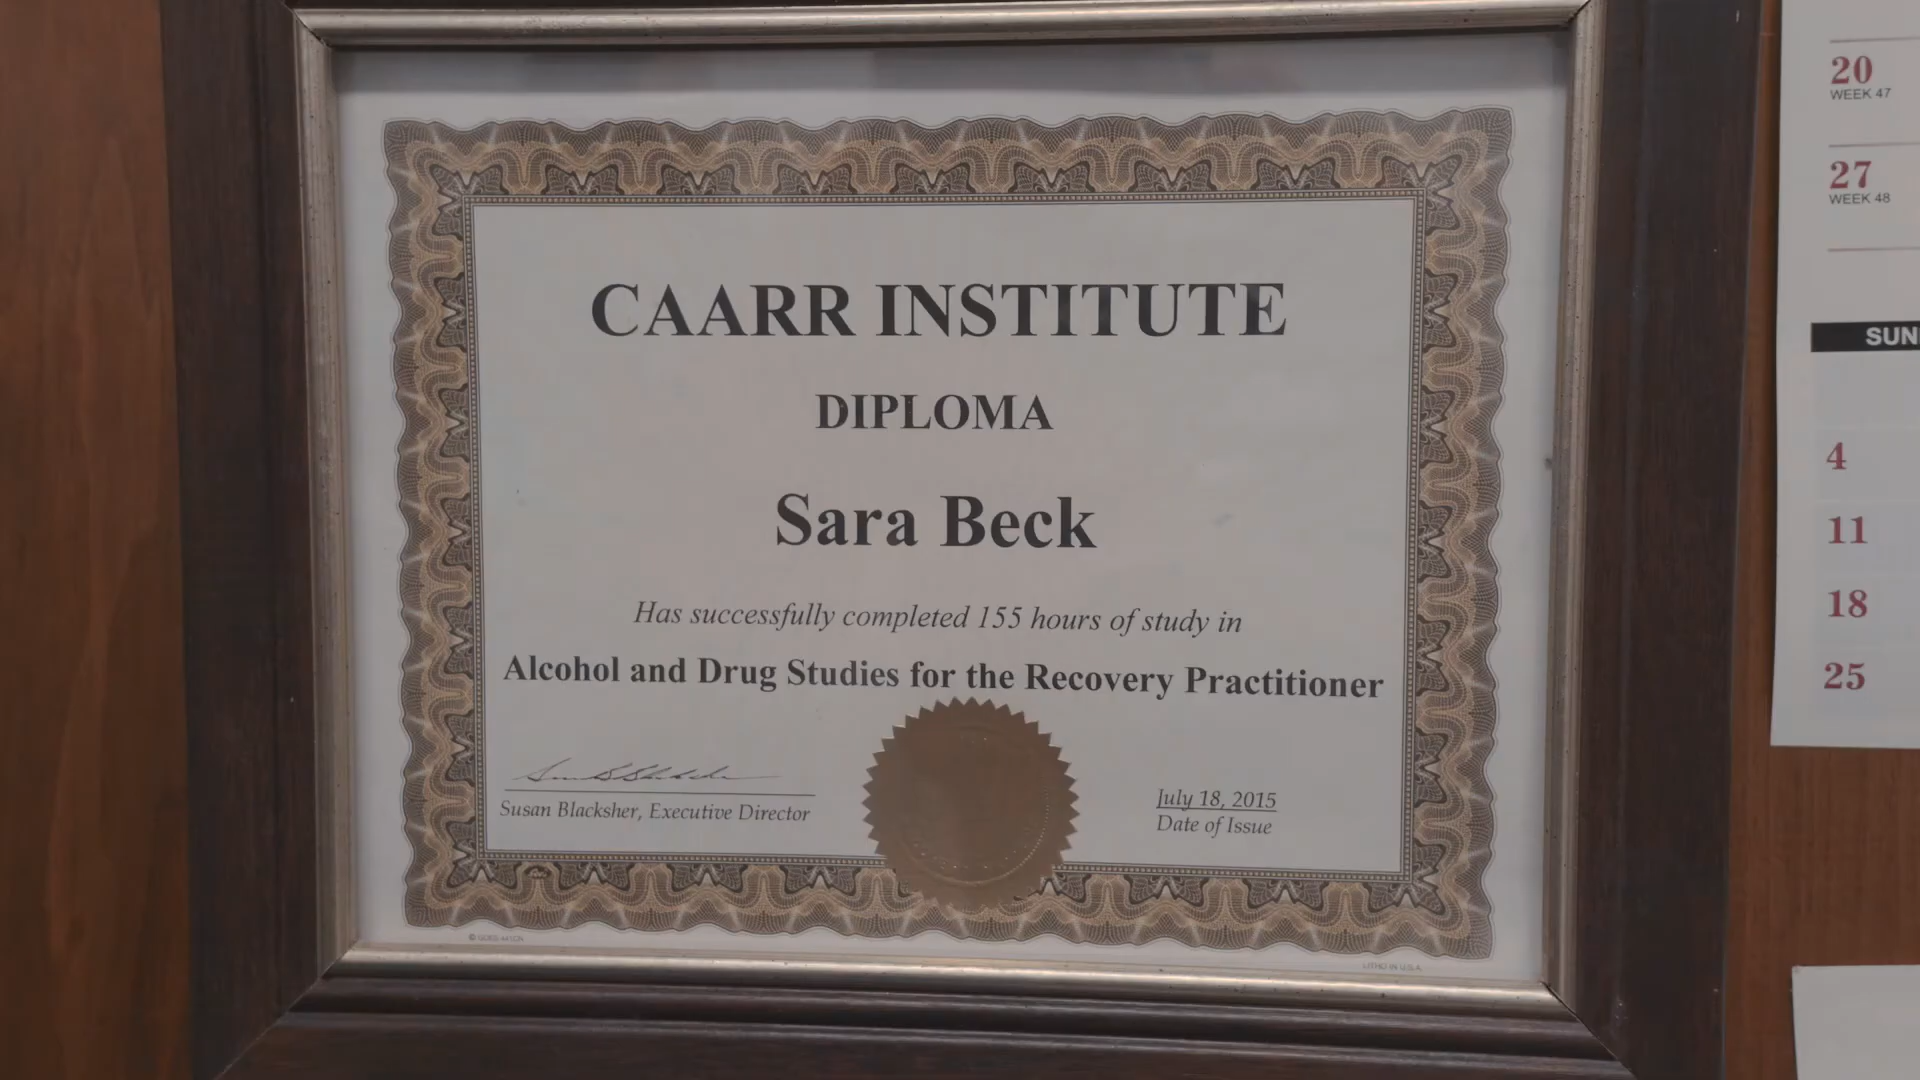 CAARR INSTITUTE
DIPLOMA
Sara Beck
Has successfully completed 155 hours of study in
Alcohol and Drug Studies for the Recovery Practitioner
Susan Blacksher, Executive Director
July 18, 2015
Date of Issue
LITHO IN U.S.A.
20
WEEK 47
27
WEEK 48
SUN
4
11
18
25